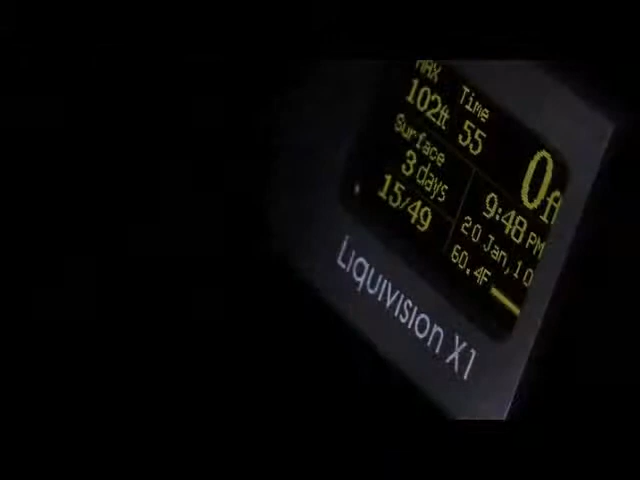 MAX Time
102ft 55
0ft
Surface
3 days
15/49
9:48 PM
20 Jan, 10
60.4F
Liquivision X1